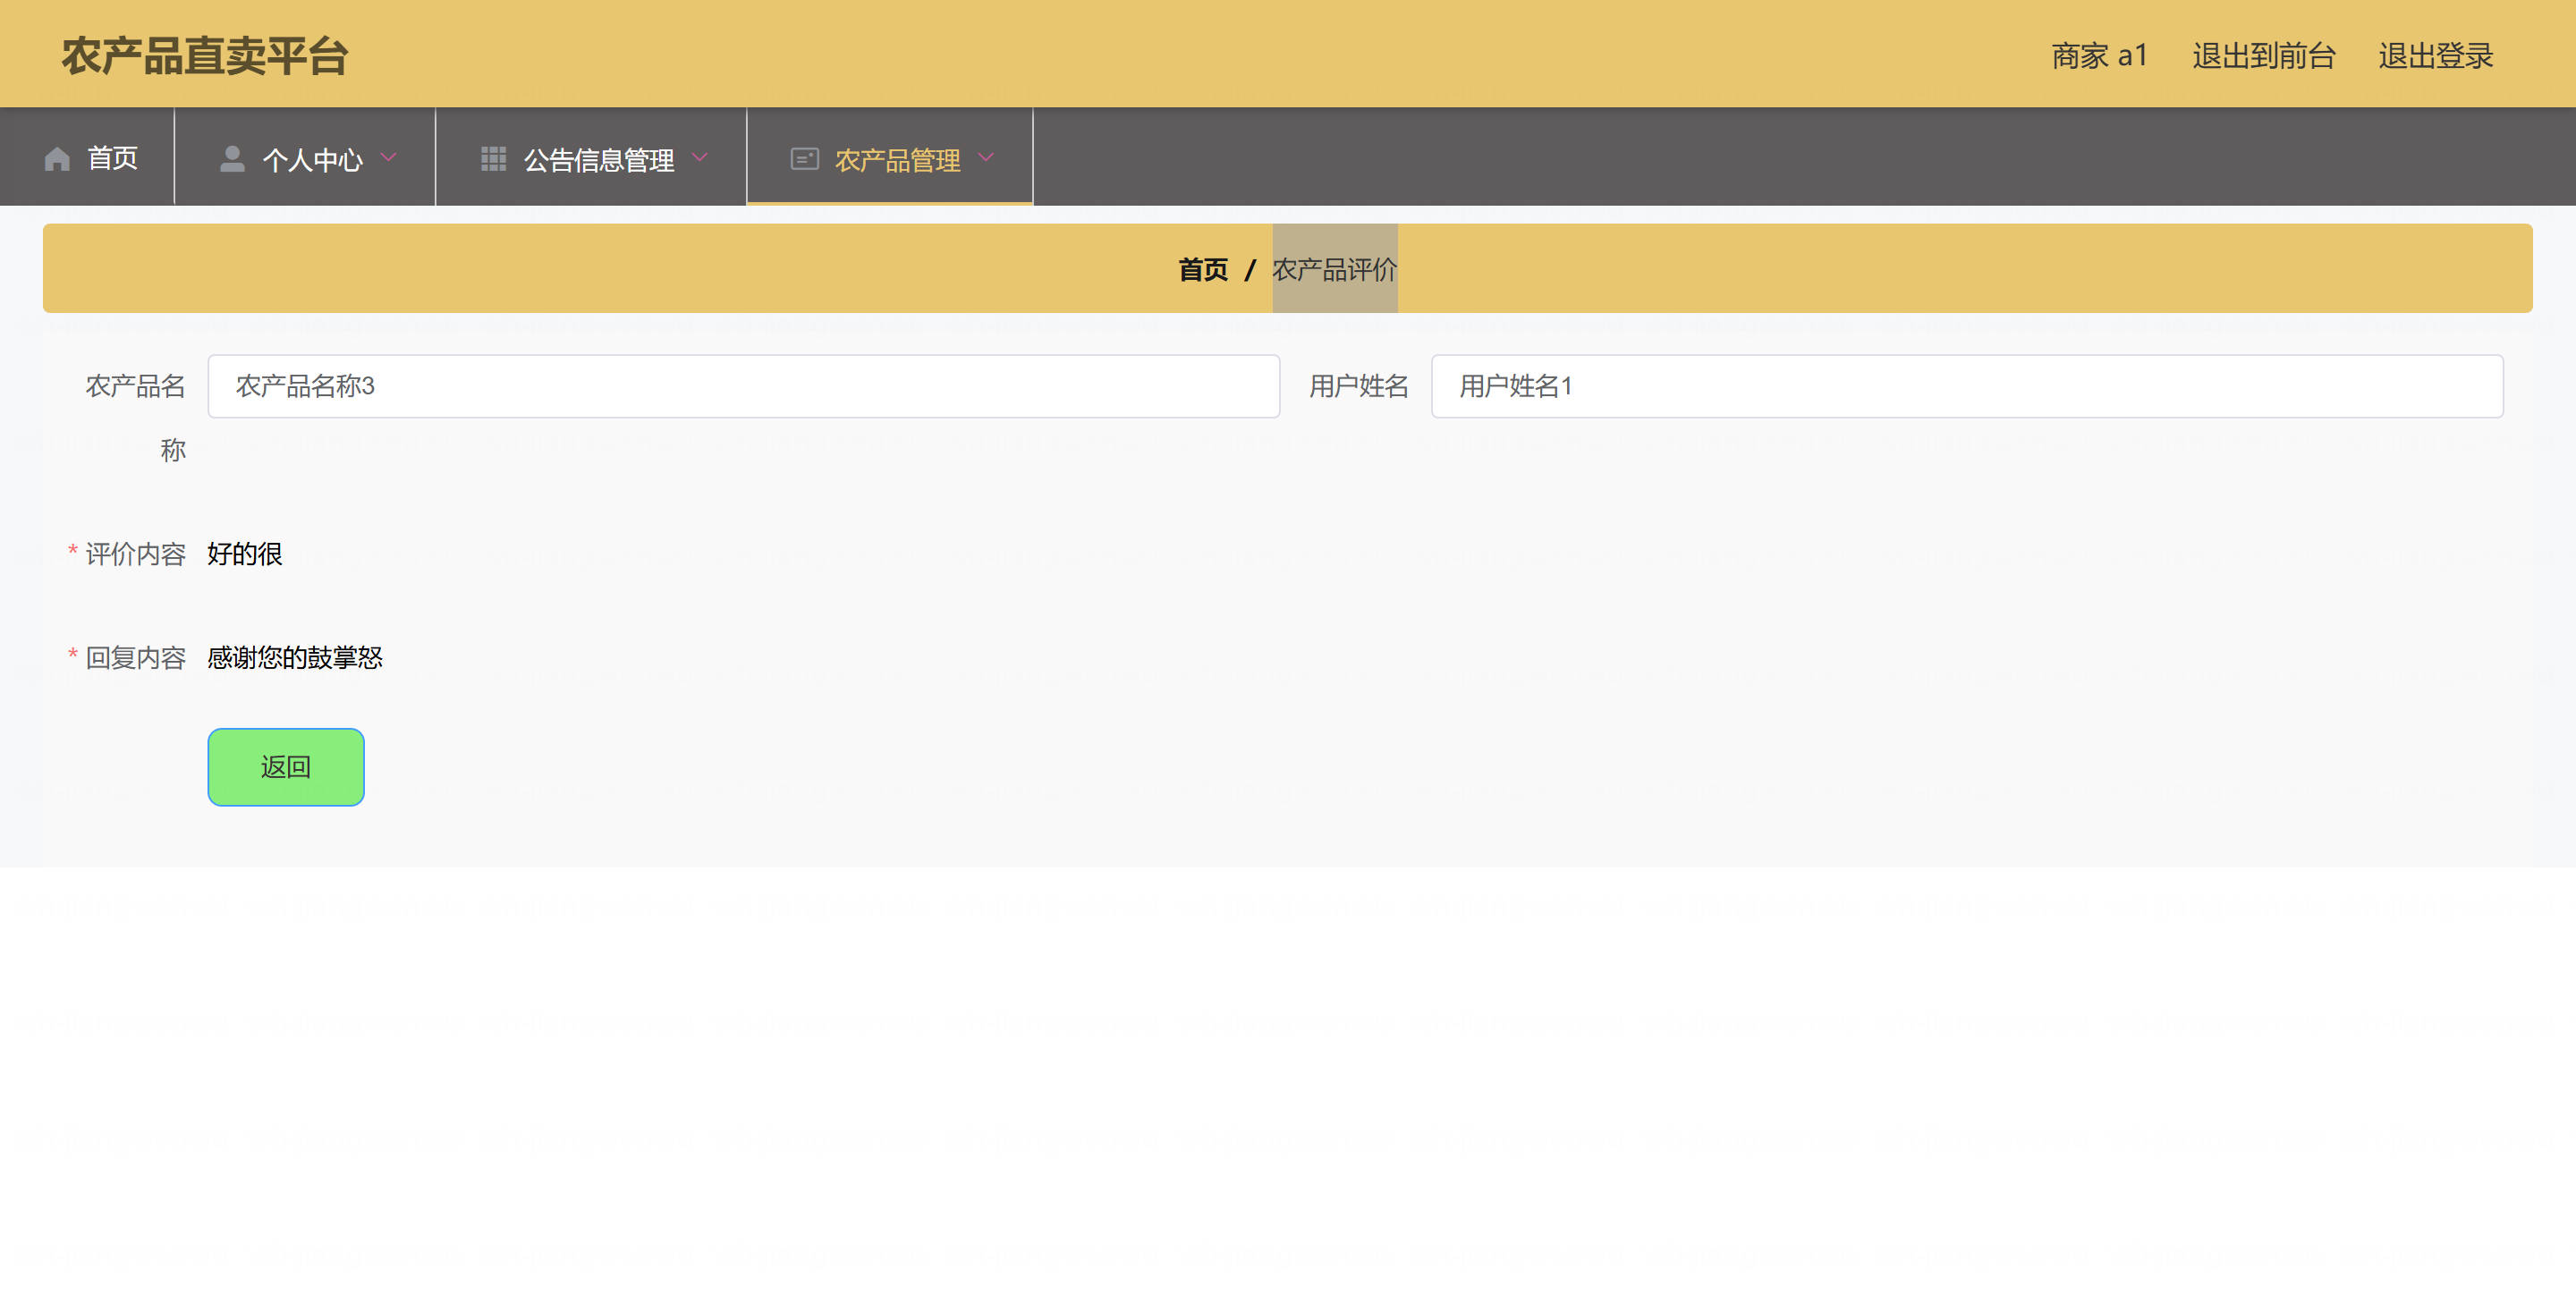 农产品直卖平台
商家 a1 退出到前台 退出登录
首页 个人中心 公告信息管理 农产品管理
首页 / 农产品评价
农产品名称 农产品名称3 用户姓名 用户姓名1
* 评价内容 好的很
* 回复内容 感谢您的鼓掌怒
返回